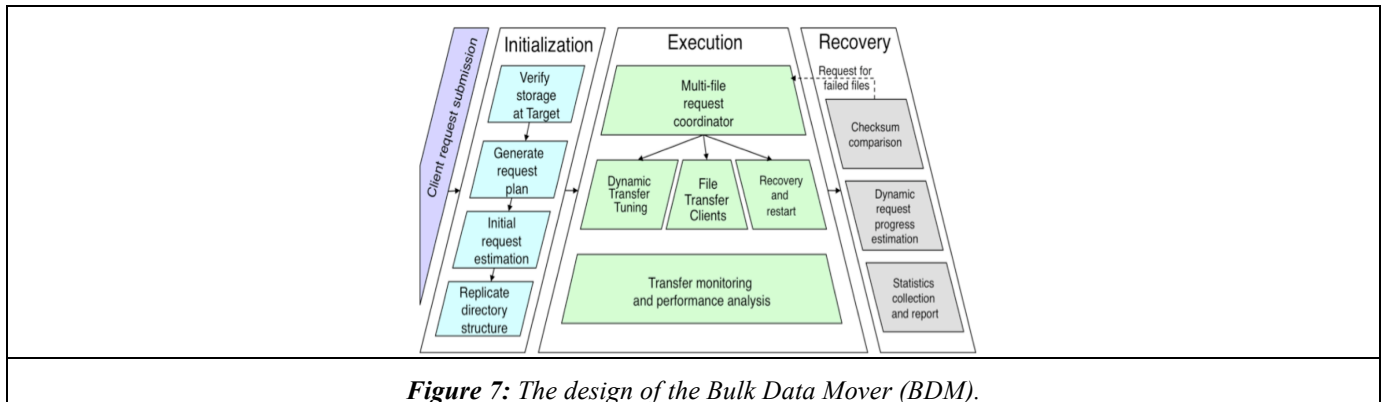 Client request submission
Initialization
Verify
storage
at Target
Generate
request
plan
Initial
request
estimation
Replicate
directory
structure
Execution
Multi-file
request
coordinator
Dynamic
Transfer
Tuning
File
Transfer
Clients
Recovery
and
restart
Transfer monitoring
and performance analysis
Recovery
Request for
failed files
Checksum
comparison
Dynamic
request
progress
estimation
Statistics
collection
and report
Figure 7: The design of the Bulk Data Mover (BDM).